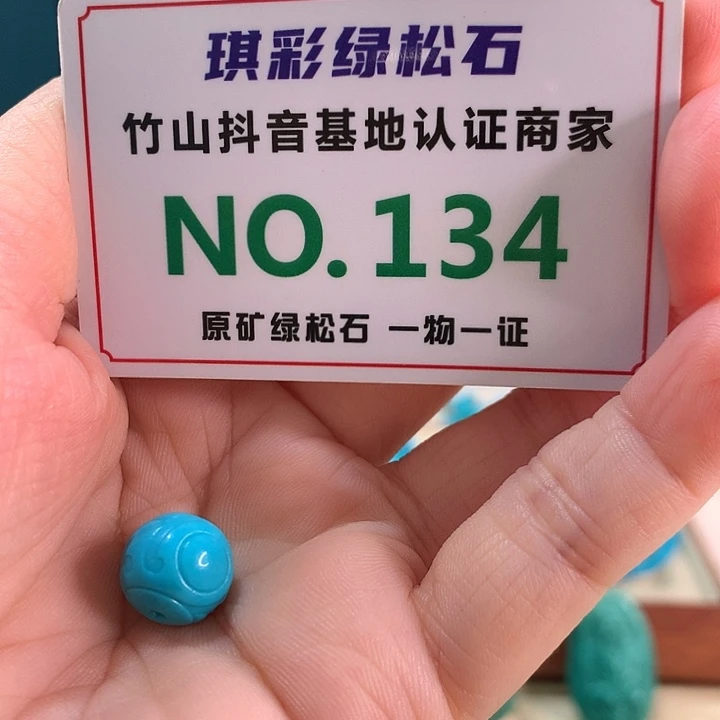 琪彩绿松石
竹山抖音基地认证商家
NO.134
原矿绿松石 一物一证